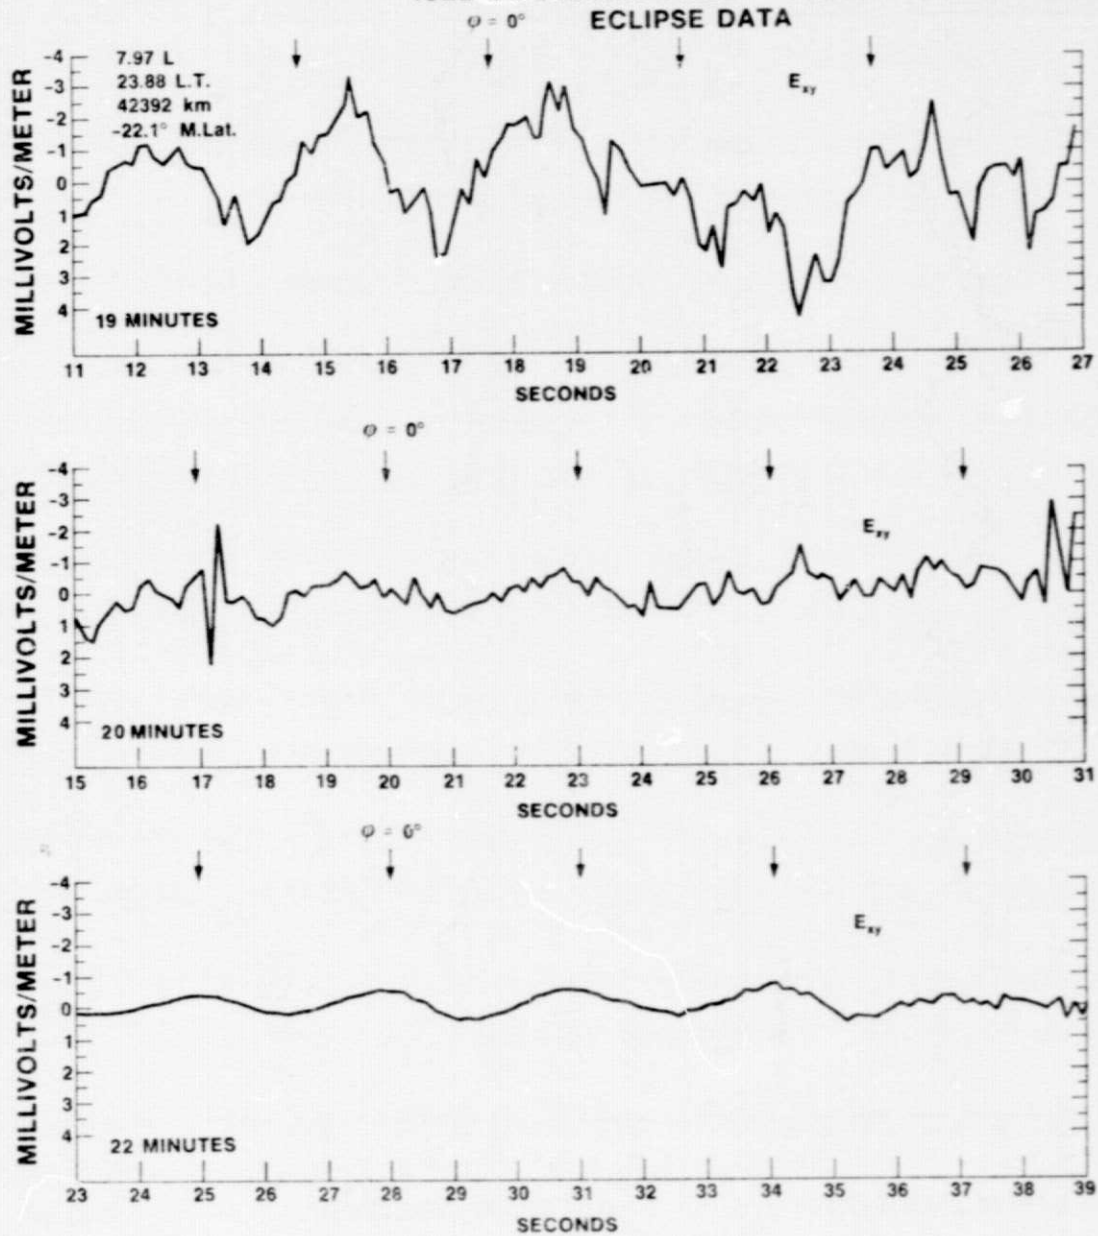 φ = 0°
ECLIPSE DATA
7.97 L
23.88 L.T.
42392 km
-22.1° M.Lat.
Exy
MILLIVOLTS/METER
-4
-3
-2
-1
0
1
2
3
4
19 MINUTES
11 12 13 14 15 16 17 18 19 20 21 22 23 24 25 26 27
SECONDS
φ = 0°
Exy
MILLIVOLTS/METER
-4
-3
-2
-1
0
1
2
3
4
20 MINUTES
15 16 17 18 19 20 21 22 23 24 25 26 27 28 29 30 31
SECONDS
φ = 0°
Exy
MILLIVOLTS/METER
-4
-3
-2
-1
0
1
2
3
4
22 MINUTES
23 24 25 26 27 28 29 30 31 32 33 34 35 36 37 38 39
SECONDS